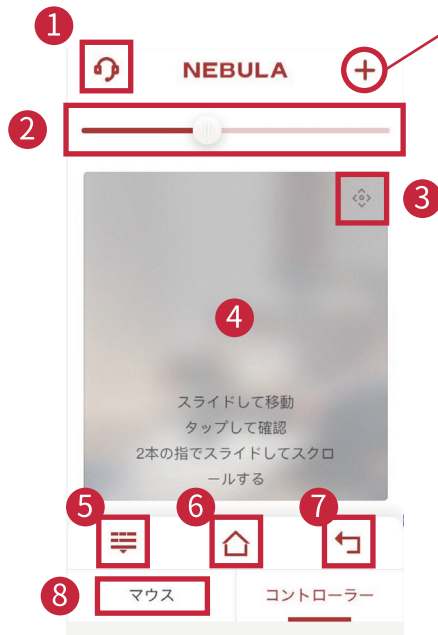 1
NEBULA
2
3
4
スライドして移動
タップして確認
2本の指でスライドしてスクロ
ールする
5
6
7
8
マウス
コントローラー